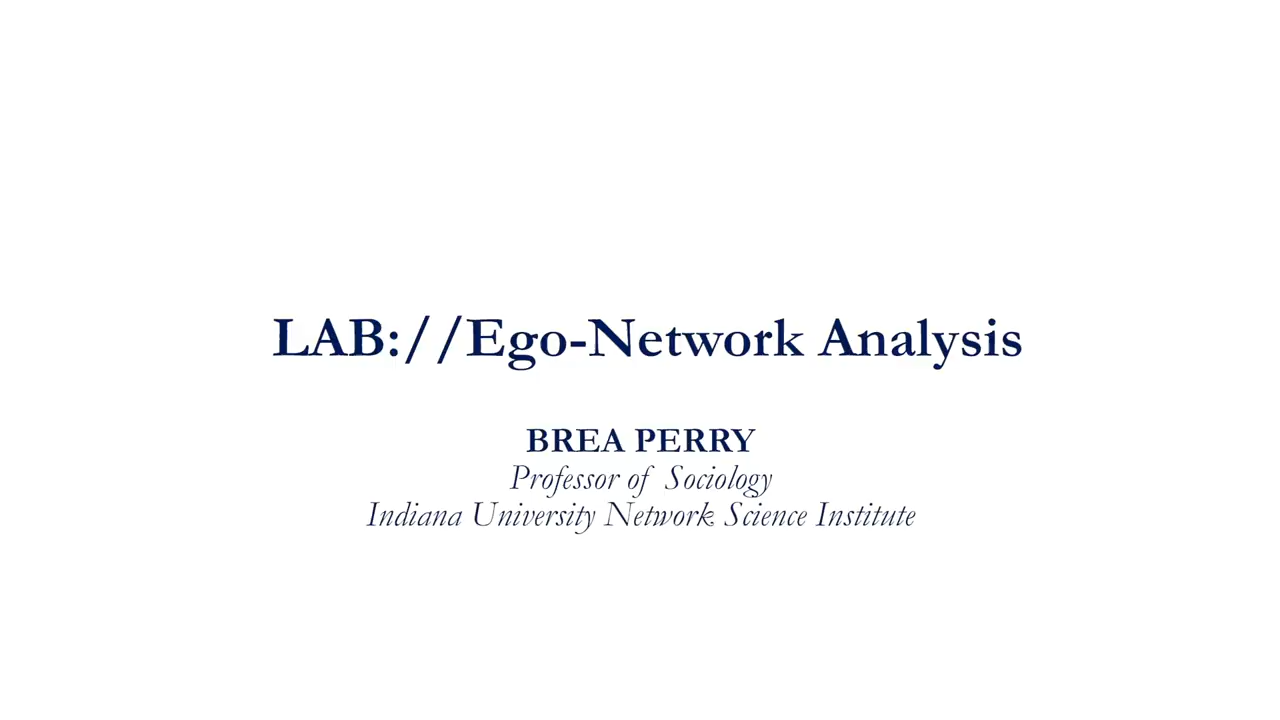 LAB://Ego-Network Analysis
BREA PERRY
Professor of Sociology
Indiana University Network Science Institute